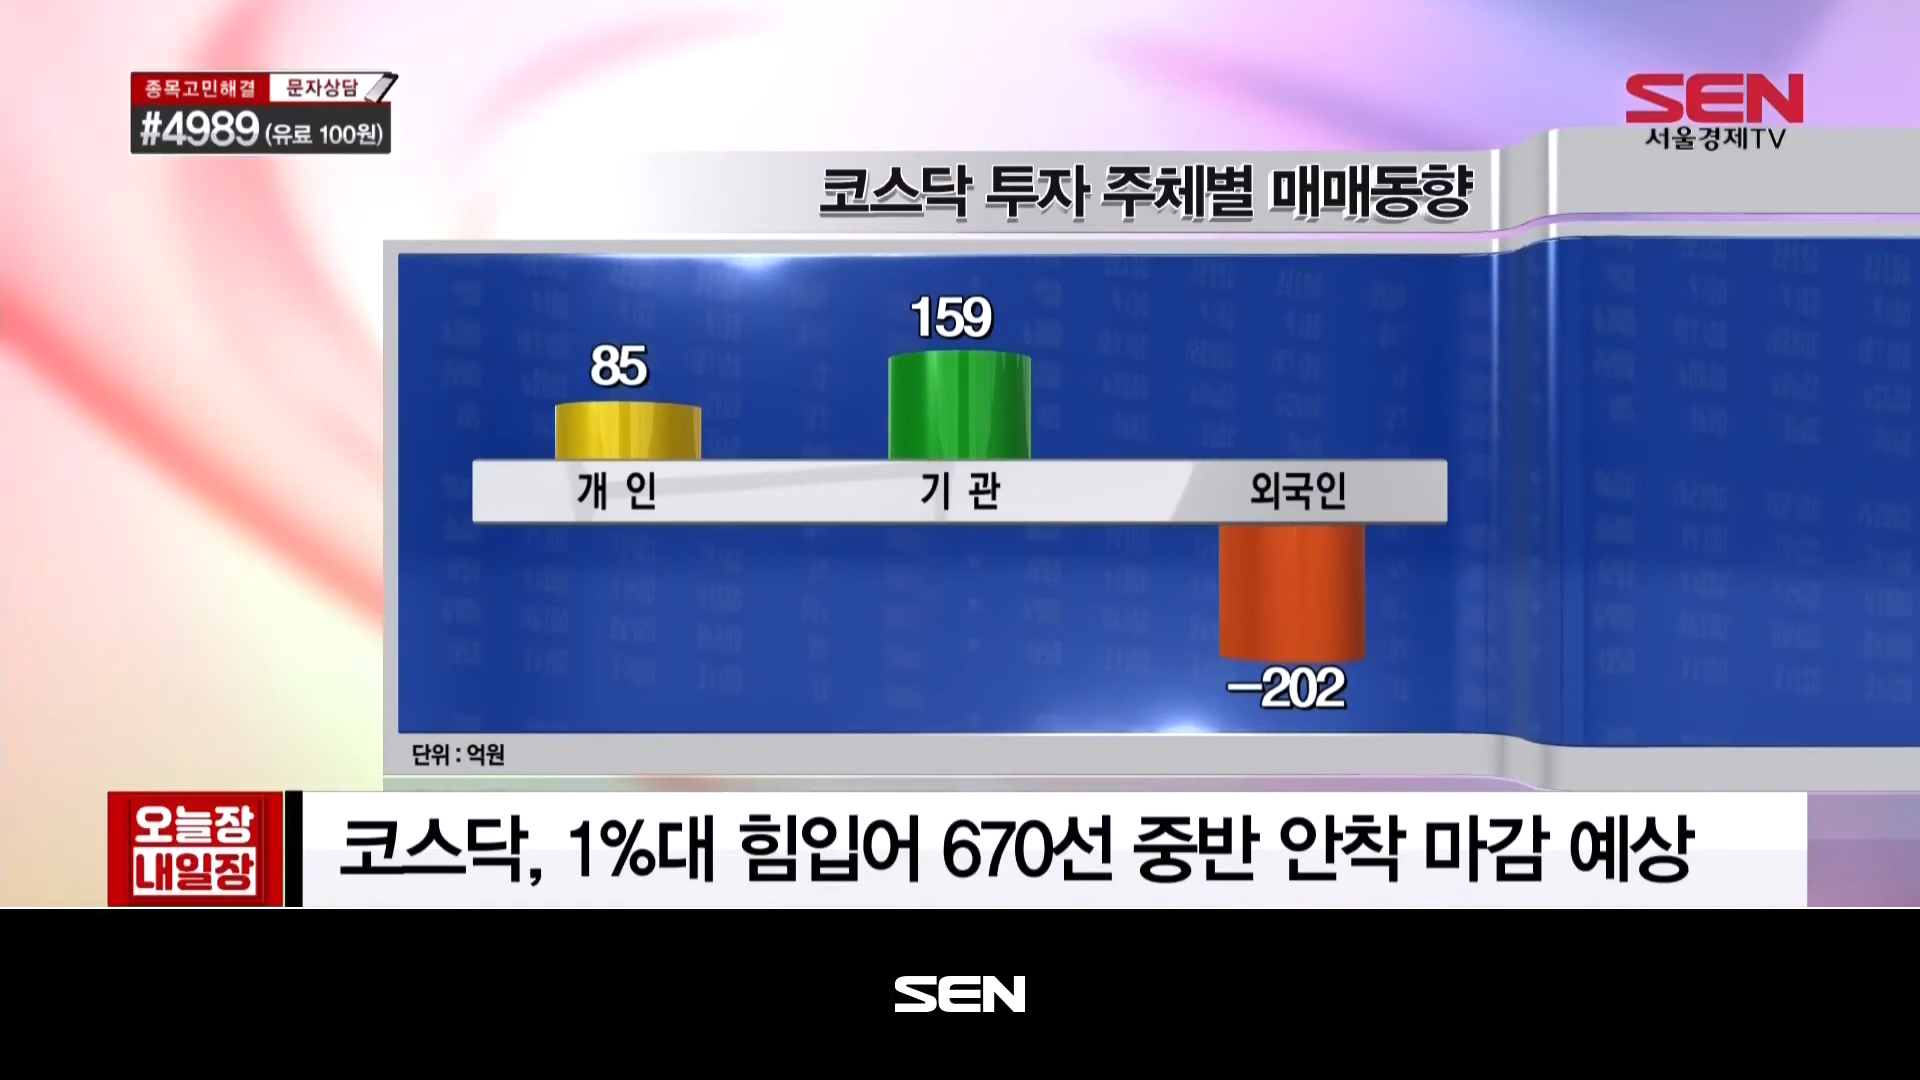 종목고민해결 문자상담
#4989 (유료 100원)
SEN
서울경제TV
코스닥 투자 주체별 매매동향
85
159
개 인
기 관
외국인
-202
단위 : 억원
오늘장
내일장
코스닥, 1%대 힘입어 670선 중반 안착 마감 예상
SEN